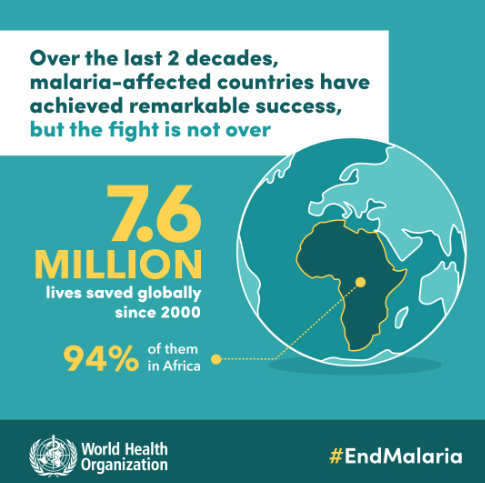 Over the last 2 decades,
malaria-affected countries have
achieved remarkable success,
but the fight is not over
7.6
MILLION
lives saved globally
since 2000
94% of them
in Africa
World Health
Organization
#EndMalaria